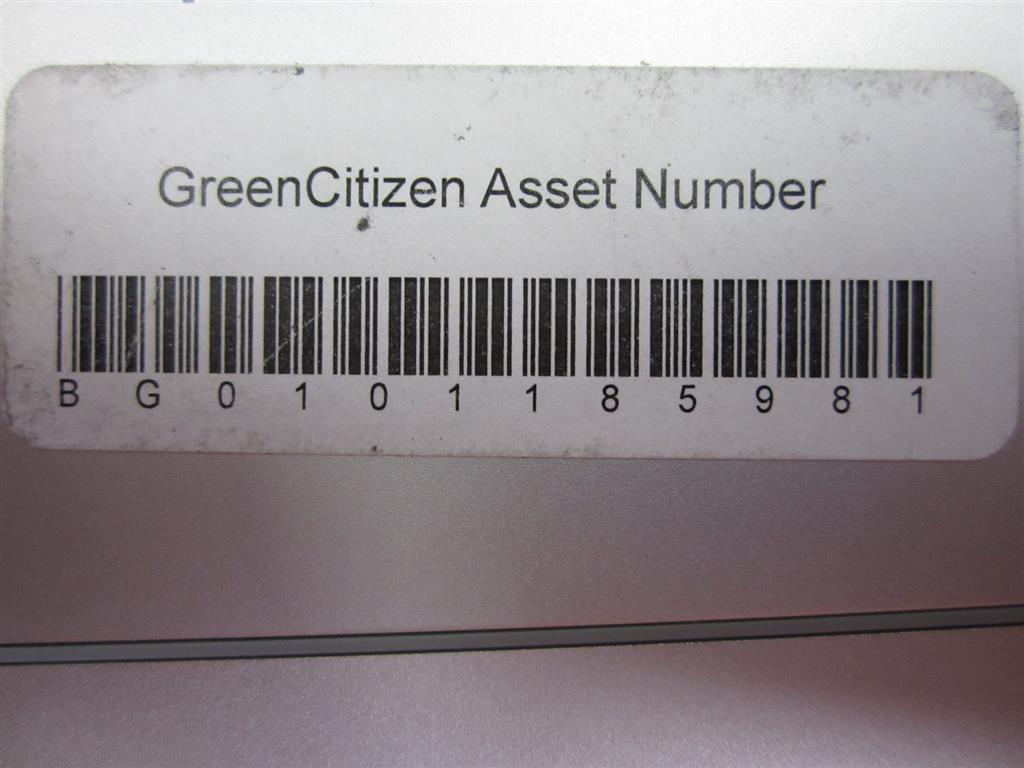 GreenCitizen Asset Number
B G 0 1 0 1 1 8 5 9 8 1